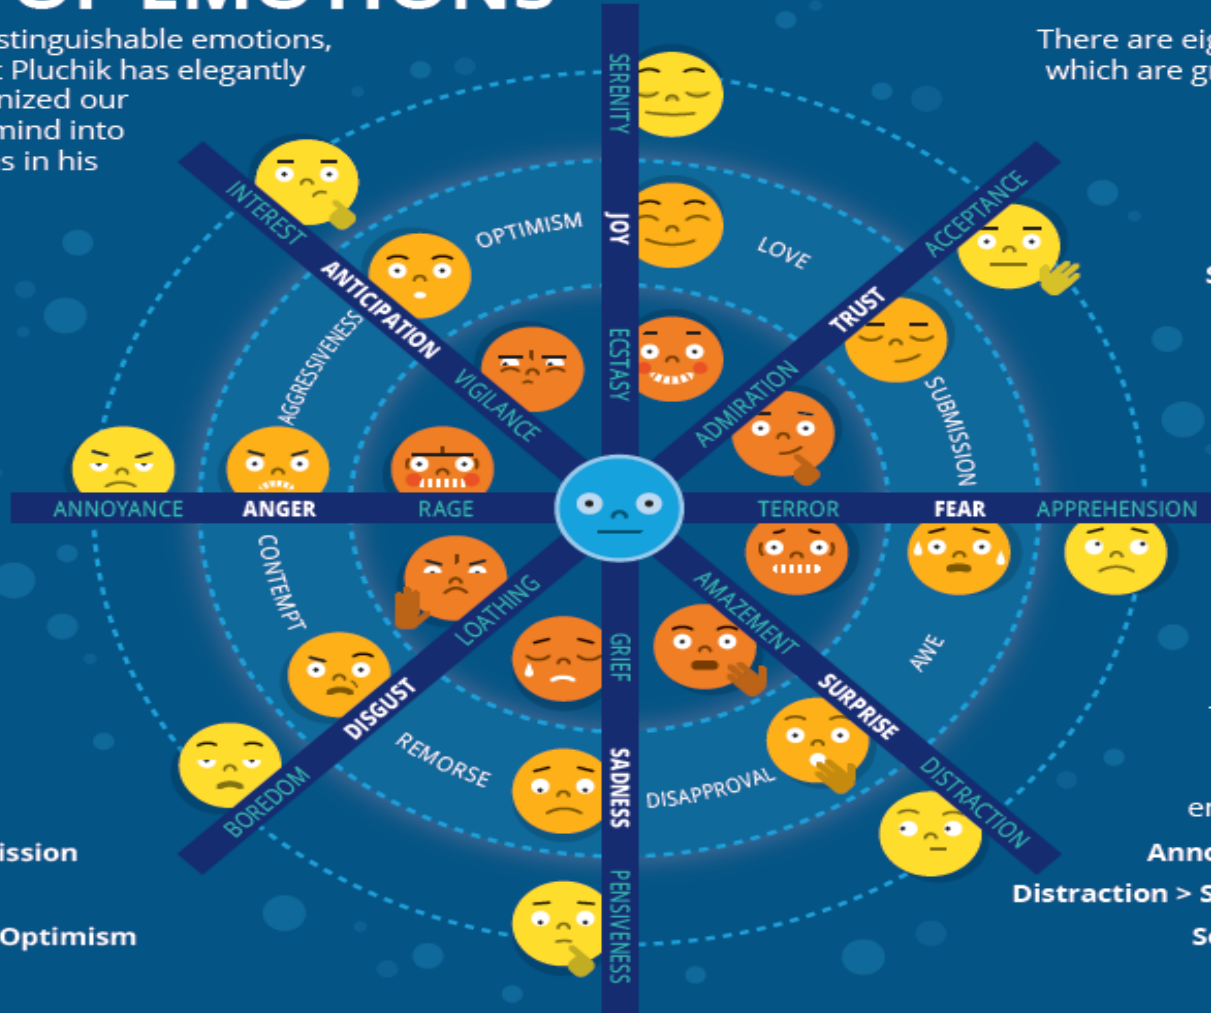 OF EMOTIONS
stinguishable emotions,
Pluchik has elegantly
nized our
mind into
s in his
There are
which are
SERENITY
JOY
ECSTASY
INTEREST
ANTICIPATION
VIGILANCE
OPTIMISM
LOVE
ACCEPTANCE
TRUST
ADMIRATION
AGGRESSIVENESS
SUBMISSION
ANNOYANCE
ANGER
RAGE
TERROR
FEAR
APPREHENSION
CONTEMPT
LOATHING
DISGUST
BOREDOM
GRIEF
SADNESS
PENSIVENESS
AMAZEMENT
SURPRISE
DISTRACTION
AWE
REMORSE
DISAPPROVAL
ission
Optimism
Anno
Distraction > S